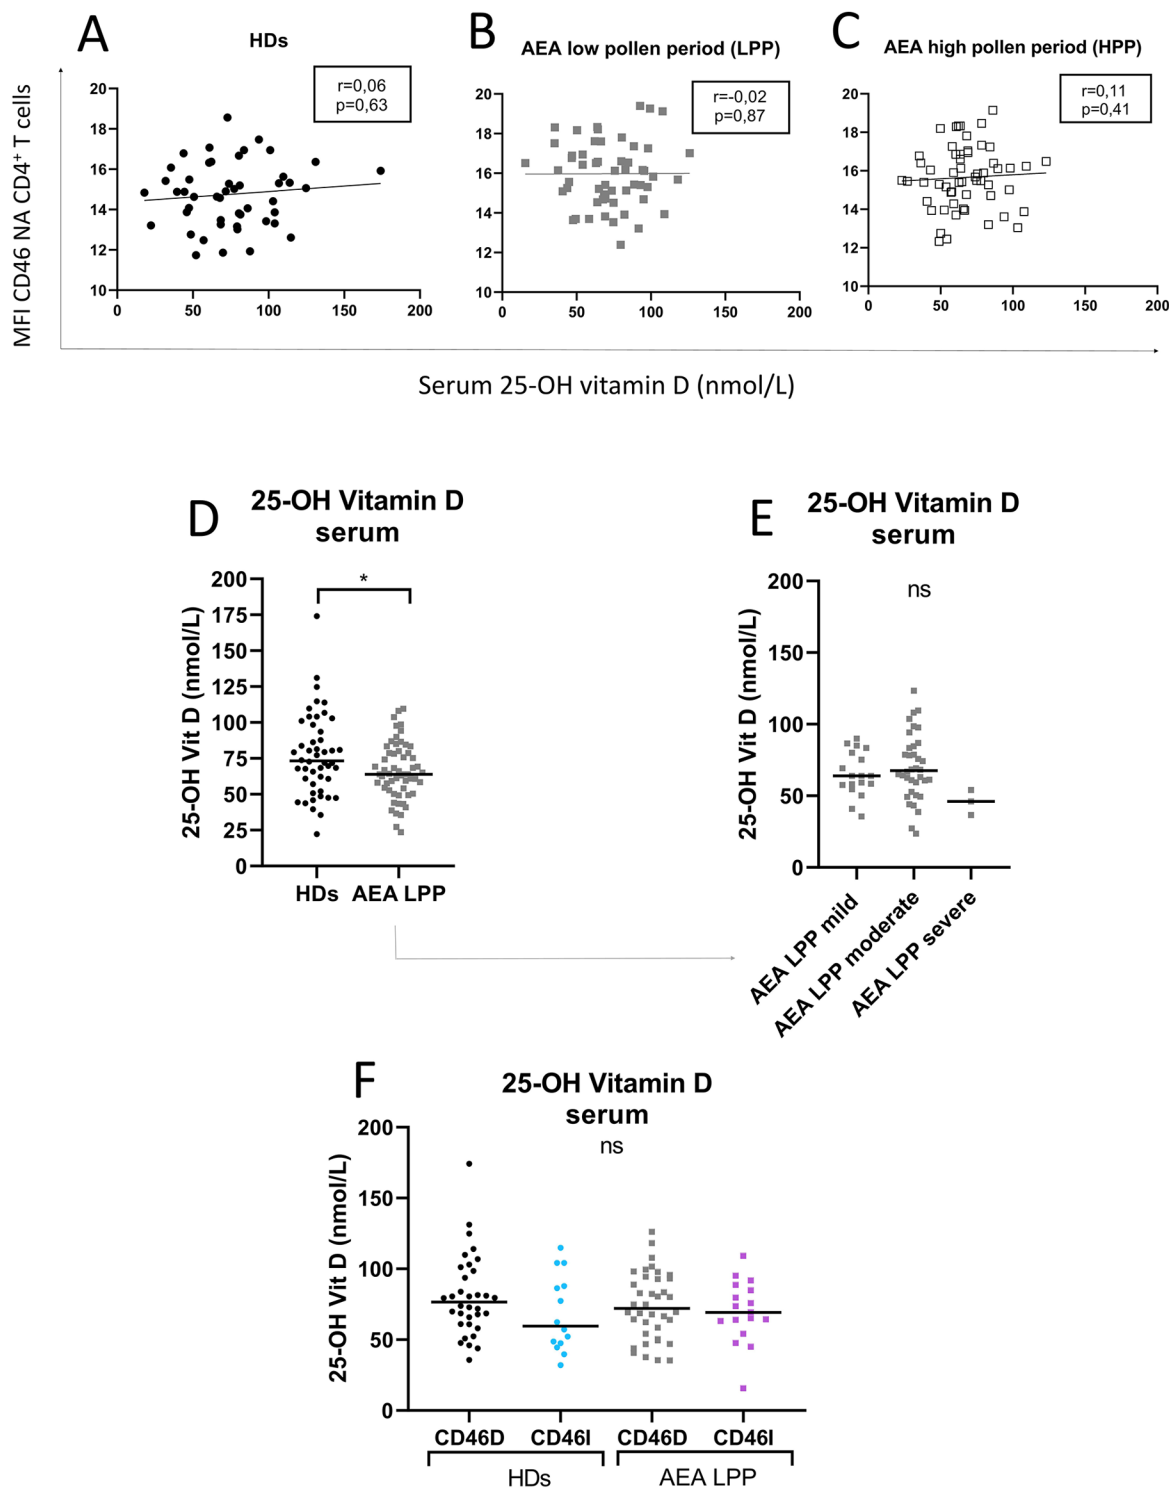 A
HDs
r=0,06
p=0,63
20
18
16
14
12
10
0
50
100
150
200
B
AEA low pollen period (LPP)
r=-0,02
p=0,87
20
18
16
14
12
10
0
50
100
150
200
C
AEA high pollen period (HPP)
r=0,11
p=0,41
20
18
16
14
12
10
0
50
100
150
200
MFI CD46 NA CD4⁺ T cells
Serum 25-OH vitamin D (nmol/L)
D
25-OH Vitamin D
serum
*
25-OH Vit D (nmol/L)
200
175
150
125
100
75
50
25
0
HDs
AEA LPP
E
25-OH Vitamin D
serum
ns
25-OH Vit D (nmol/L)
200
150
100
50
0
AEA LPP mild
AEA LPP moderate
AEA LPP severe
F
25-OH Vitamin D
serum
ns
25-OH Vit D (nmol/L)
200
150
100
50
0
CD46D
CD46I
CD46D
CD46I
HDs
AEA LPP